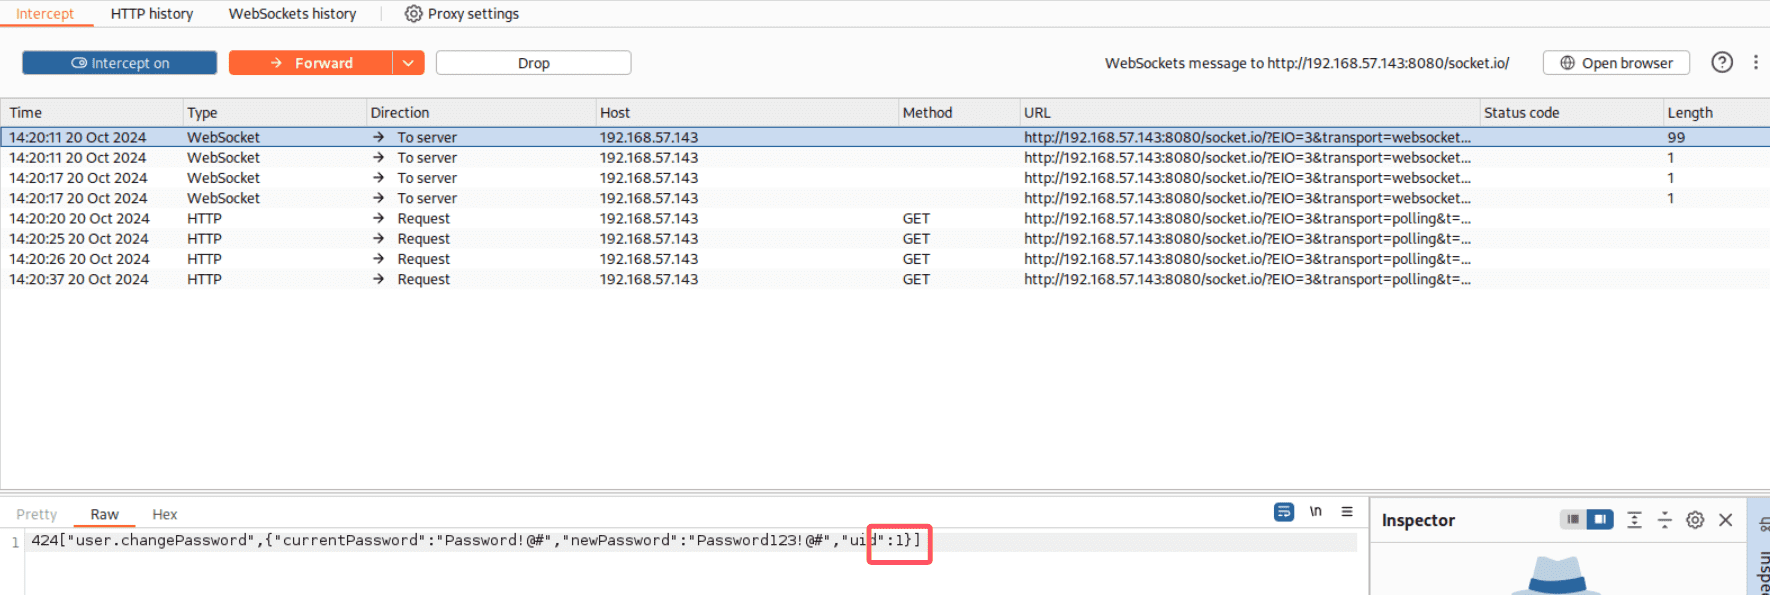 Intercept HTTP history WebSockets history Proxy settings
Intercept on Forward Drop WebSockets message to http://192.168.57.143:8080/socket.io/ Open browser
Time Type Direction Host Method URL Status code Length
14:20:11 20 Oct 2024 WebSocket → To server 192.168.57.143 http://192.168.57.143:8080/socket.io/?EIO=3&transport=websocket... 99
14:20:11 20 Oct 2024 WebSocket → To server 192.168.57.143 http://192.168.57.143:8080/socket.io/?EIO=3&transport=websocket... 1
14:20:17 20 Oct 2024 WebSocket → To server 192.168.57.143 http://192.168.57.143:8080/socket.io/?EIO=3&transport=websocket... 1
14:20:17 20 Oct 2024 WebSocket → To server 192.168.57.143 http://192.168.57.143:8080/socket.io/?EIO=3&transport=websocket... 1
14:20:20 20 Oct 2024 HTTP → Request 192.168.57.143 GET http://192.168.57.143:8080/socket.io/?EIO=3&transport=polling&t=...
14:20:25 20 Oct 2024 HTTP → Request 192.168.57.143 GET http://192.168.57.143:8080/socket.io/?EIO=3&transport=polling&t=...
14:20:26 20 Oct 2024 HTTP → Request 192.168.57.143 GET http://192.168.57.143:8080/socket.io/?EIO=3&transport=polling&t=...
14:20:37 20 Oct 2024 HTTP → Request 192.168.57.143 GET http://192.168.57.143:8080/socket.io/?EIO=3&transport=polling&t=...
Pretty Raw Hex \n
Inspector
1 424["user.changePassword",{"currentPassword":"Password!@#","newPassword":"Password123!@#","uid":1}]